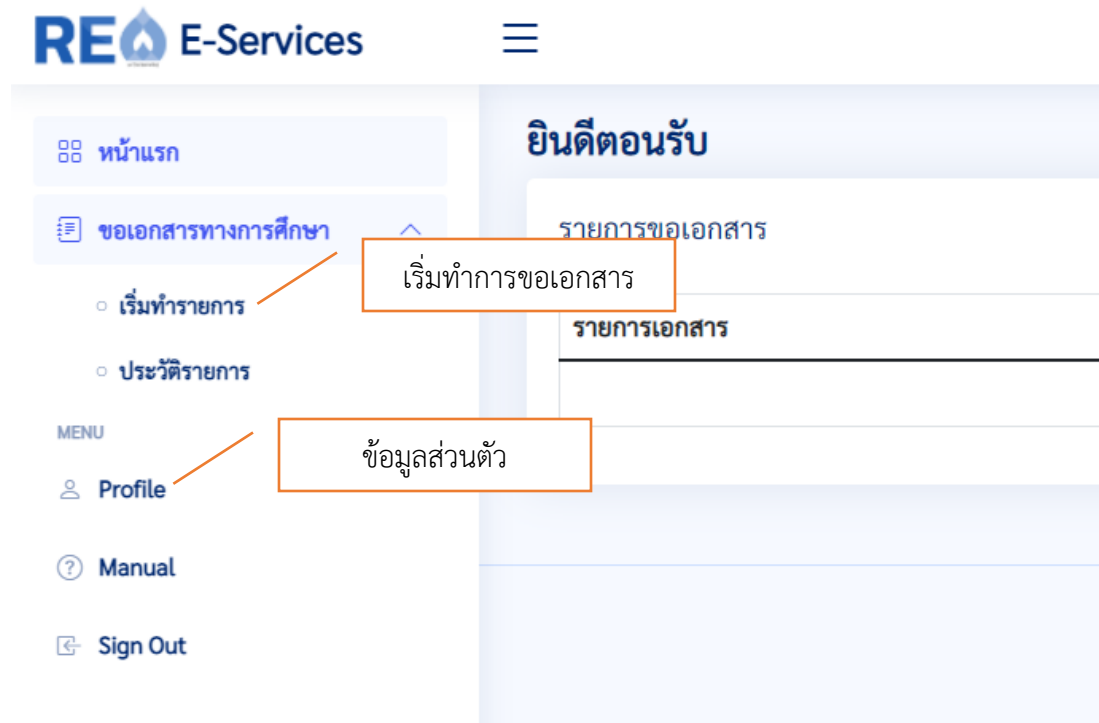 REO E-Services
หน้าแรก
ขอเอกสารทางการศึกษา
เริ่มทำรายการ
ประวัติรายการ
MENU
Profile
Manual
Sign Out
ยินดีตอนรับ
รายการขอเอกสาร
เริ่มทำการขอเอกสาร
รายการเอกสาร
ข้อมูลส่วนตัว